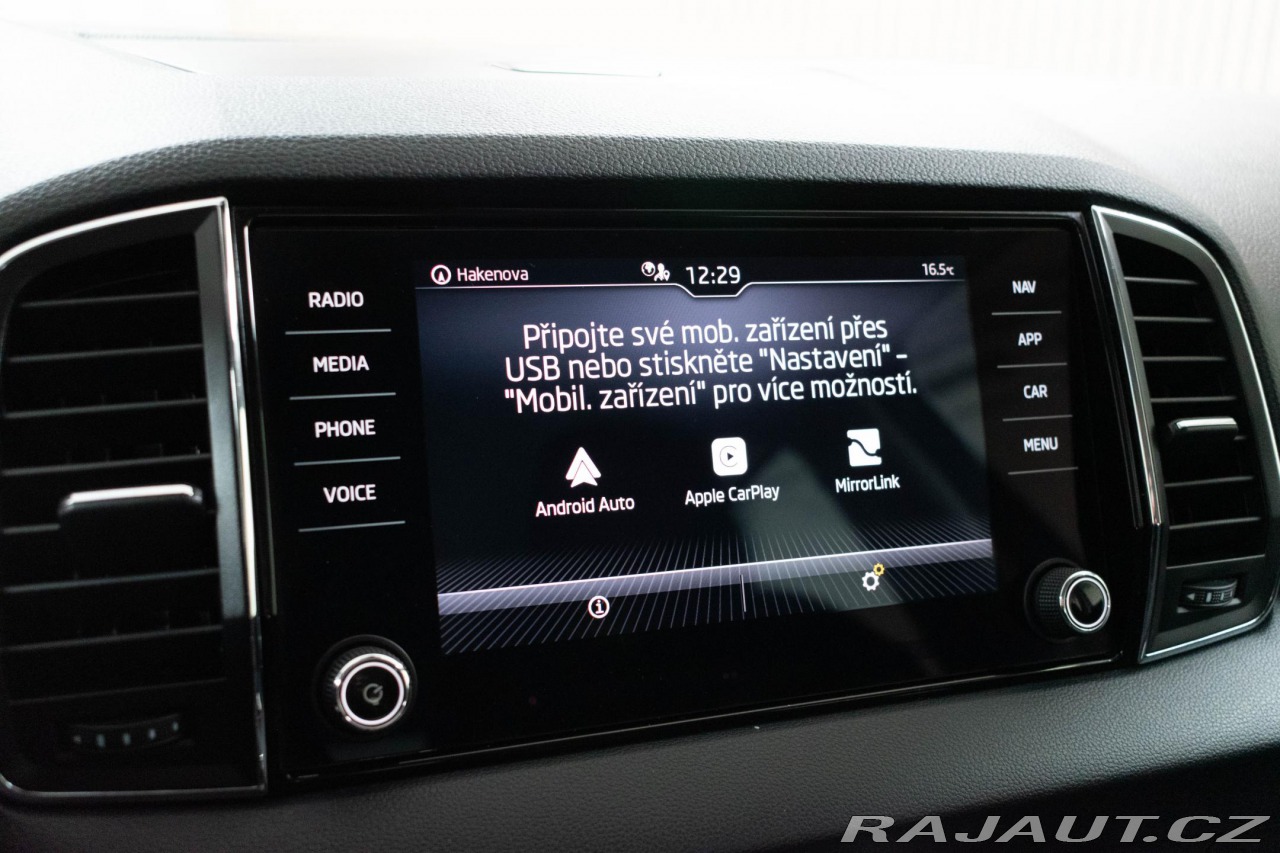 Hakenova
12:29
16.5°C
RADIO
MEDIA
PHONE
VOICE
Připojte své mob. zařízení přes
USB nebo stiskněte "Nastavení" –
"Mobil. zařízení" pro více možností.
Android Auto
Apple CarPlay
MirrorLink
NAV
APP
CAR
MENU
RAJAUT.CZ